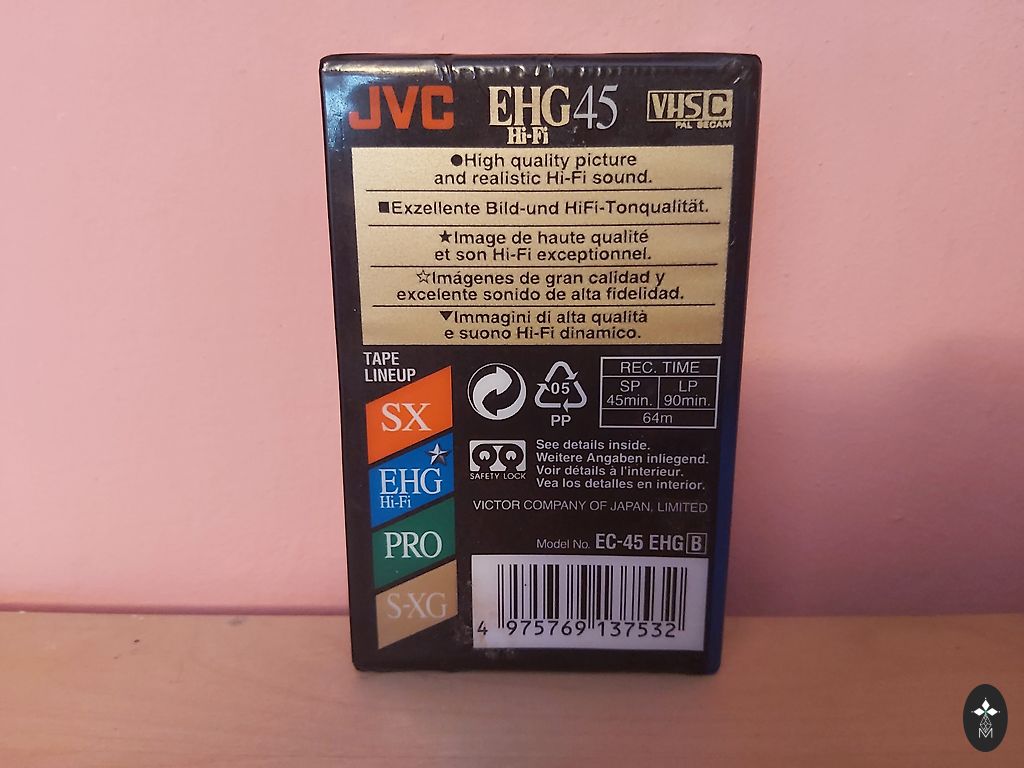 JVC EHG 45 VHS C
Hi-Fi PAL SECAM
●High quality picture
and realistic Hi-Fi sound.
■Exzellente Bild-und HiFi-Tonqualität.
★Image de haute qualité
et son Hi-Fi exceptionnel.
☆Imágenes de gran calidad y
excelente sonido de alta fidelidad.
▼Immagini di alta qualità
e suono Hi-Fi dinamico.
TAPE
LINEUP
SX
EHG
Hi-Fi
PRO
S-XG
05
PP
REC. TIME
SP LP
45min. 90min.
64m
SAFETY LOCK
See details inside.
Weitere Angaben inliegend.
Voir détails à l'interieur.
Vea los detalles en interior.
VICTOR COMPANY OF JAPAN, LIMITED
Model No. EC-45 EHG B
4 975769 137532
M